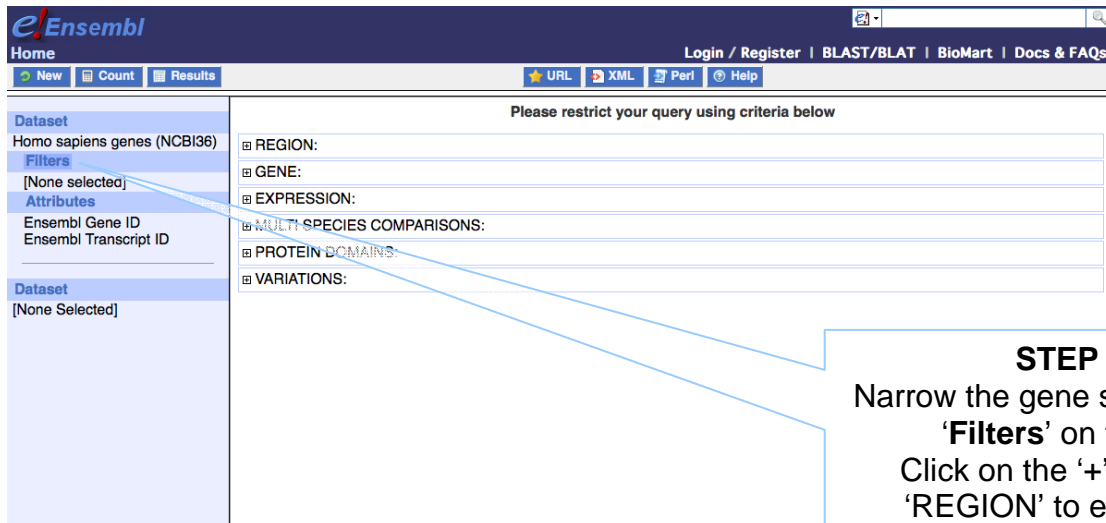 e!Ensembl
Home
Login / Register | BLAST/BLAT | BioMart | Docs & FAQs
New Count Results
URL XML Perl Help
Please restrict your query using criteria below
Dataset
Homo sapiens genes (NCBI36)
Filters
[None selected]
Attributes
Ensembl Gene ID
Ensembl Transcript ID
Dataset
[None Selected]
REGION:
GENE:
EXPRESSION:
MULTI SPECIES COMPARISONS:
PROTEIN DOMAINS:
VARIATIONS:
STEP
Narrow the gene s
‘Filters’ on
Click on the ‘+’
‘REGION’ to e